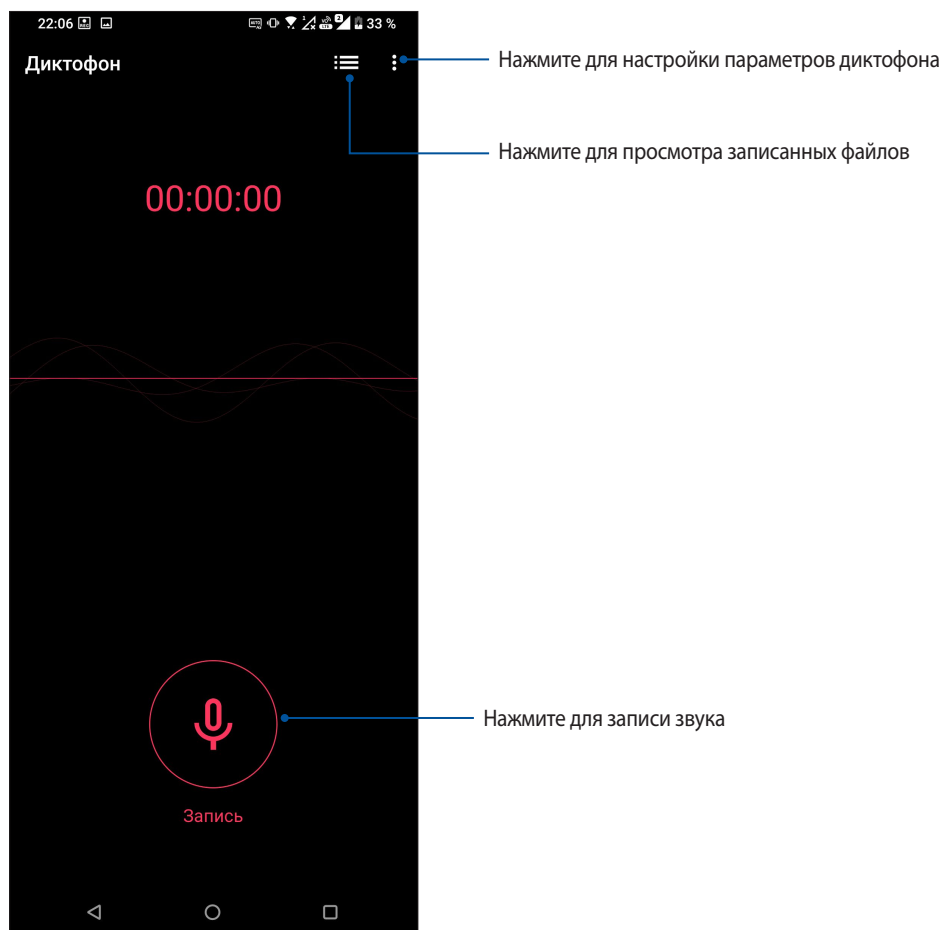 22:06 33 %
Диктофон
Нажмите для настройки параметров диктофона
Нажмите для просмотра записанных файлов
00:00:00
Нажмите для записи звука
Запись